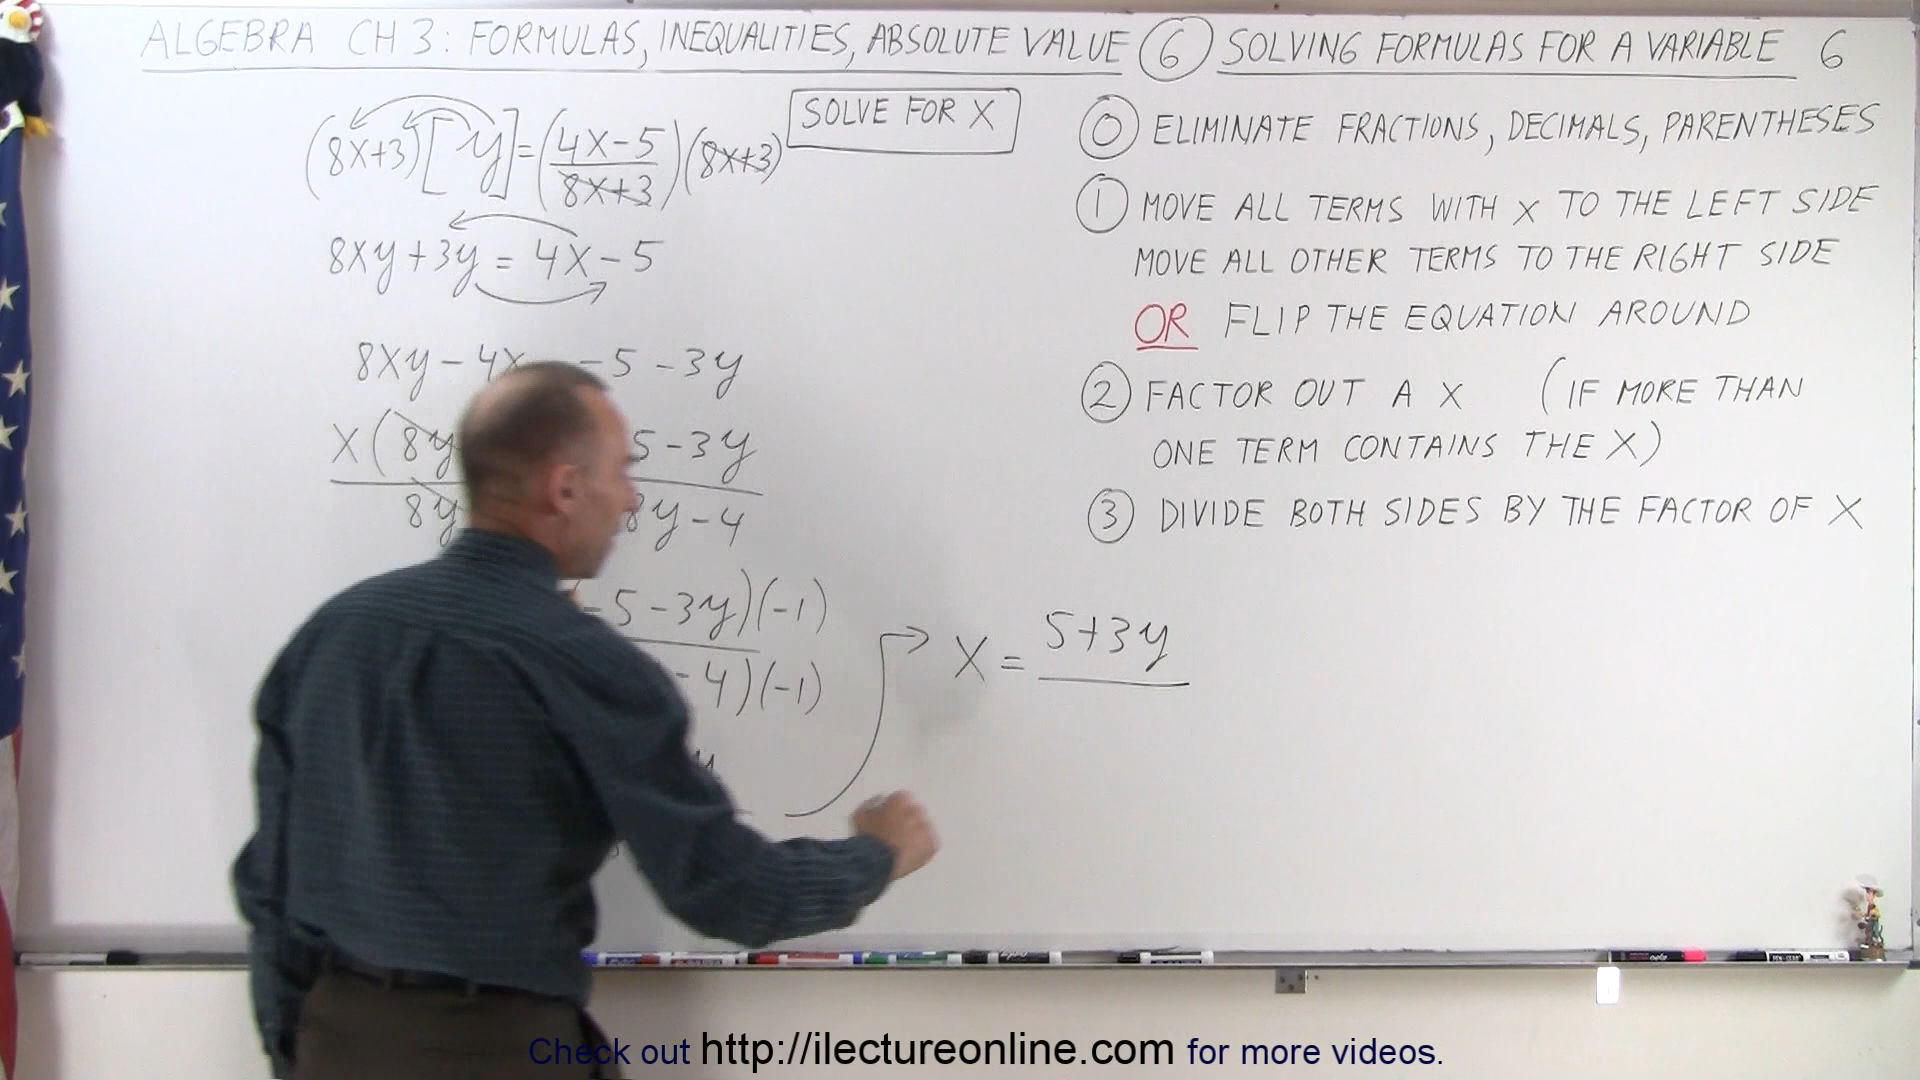 ALGEBRA CH 3: FORMULAS, INEQUALITIES, ABSOLUTE VALUE (6) SOLVING FORMULAS FOR A VARIABLE 6
SOLVE FOR X
(8X+3)[y]=(4X-5/8X+3)(8X+3)
8Xy+3y=4X-5
8Xy-4X -5-3y
X(8y 5-3y
8y 8y-4
-5-3y)(-1)
-4)(-1)
y
X = 5+3y
(0) ELIMINATE FRACTIONS, DECIMALS, PARENTHESES
(1) MOVE ALL TERMS WITH X TO THE LEFT SIDE
MOVE ALL OTHER TERMS TO THE RIGHT SIDE
OR FLIP THE EQUATION AROUND
(2) FACTOR OUT A X (IF MORE THAN
ONE TERM CONTAINS THE X)
(3) DIVIDE BOTH SIDES BY THE FACTOR OF X
Check out http://ilectureonline.com for more videos.